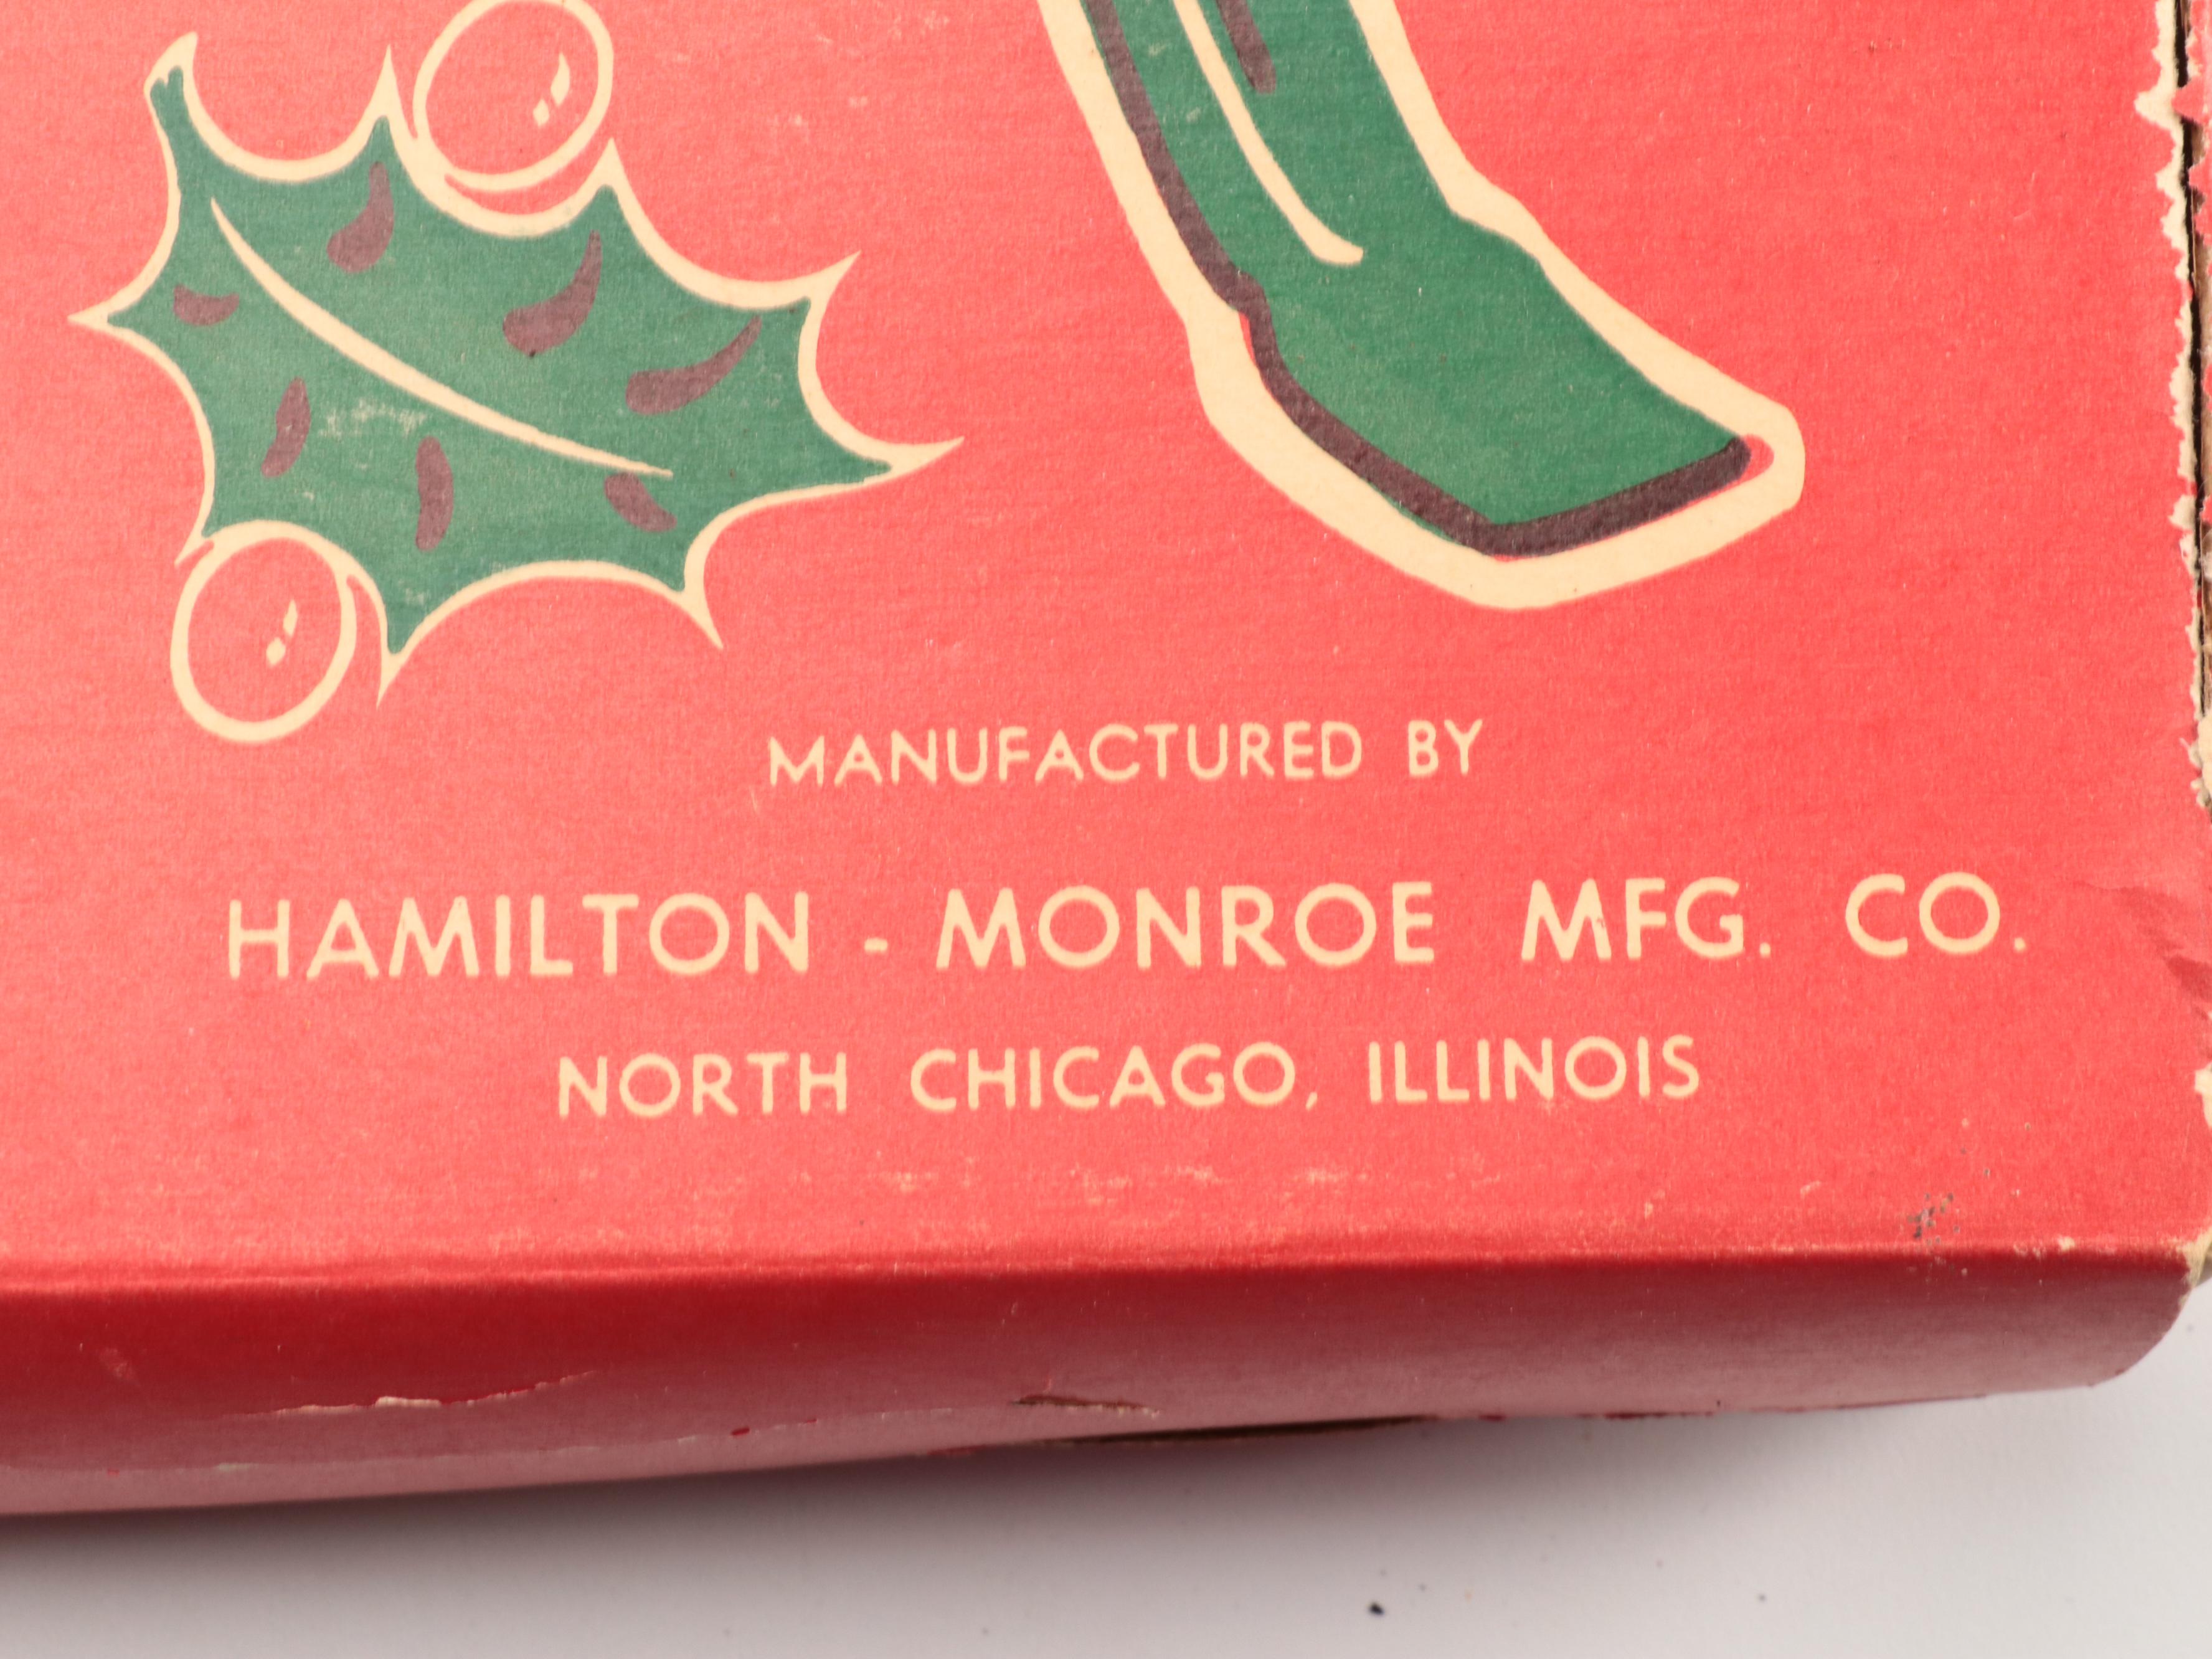 MANUFACTURED BY
HAMILTON - MONROE MFG. CO.
NORTH CHICAGO, ILLINOIS